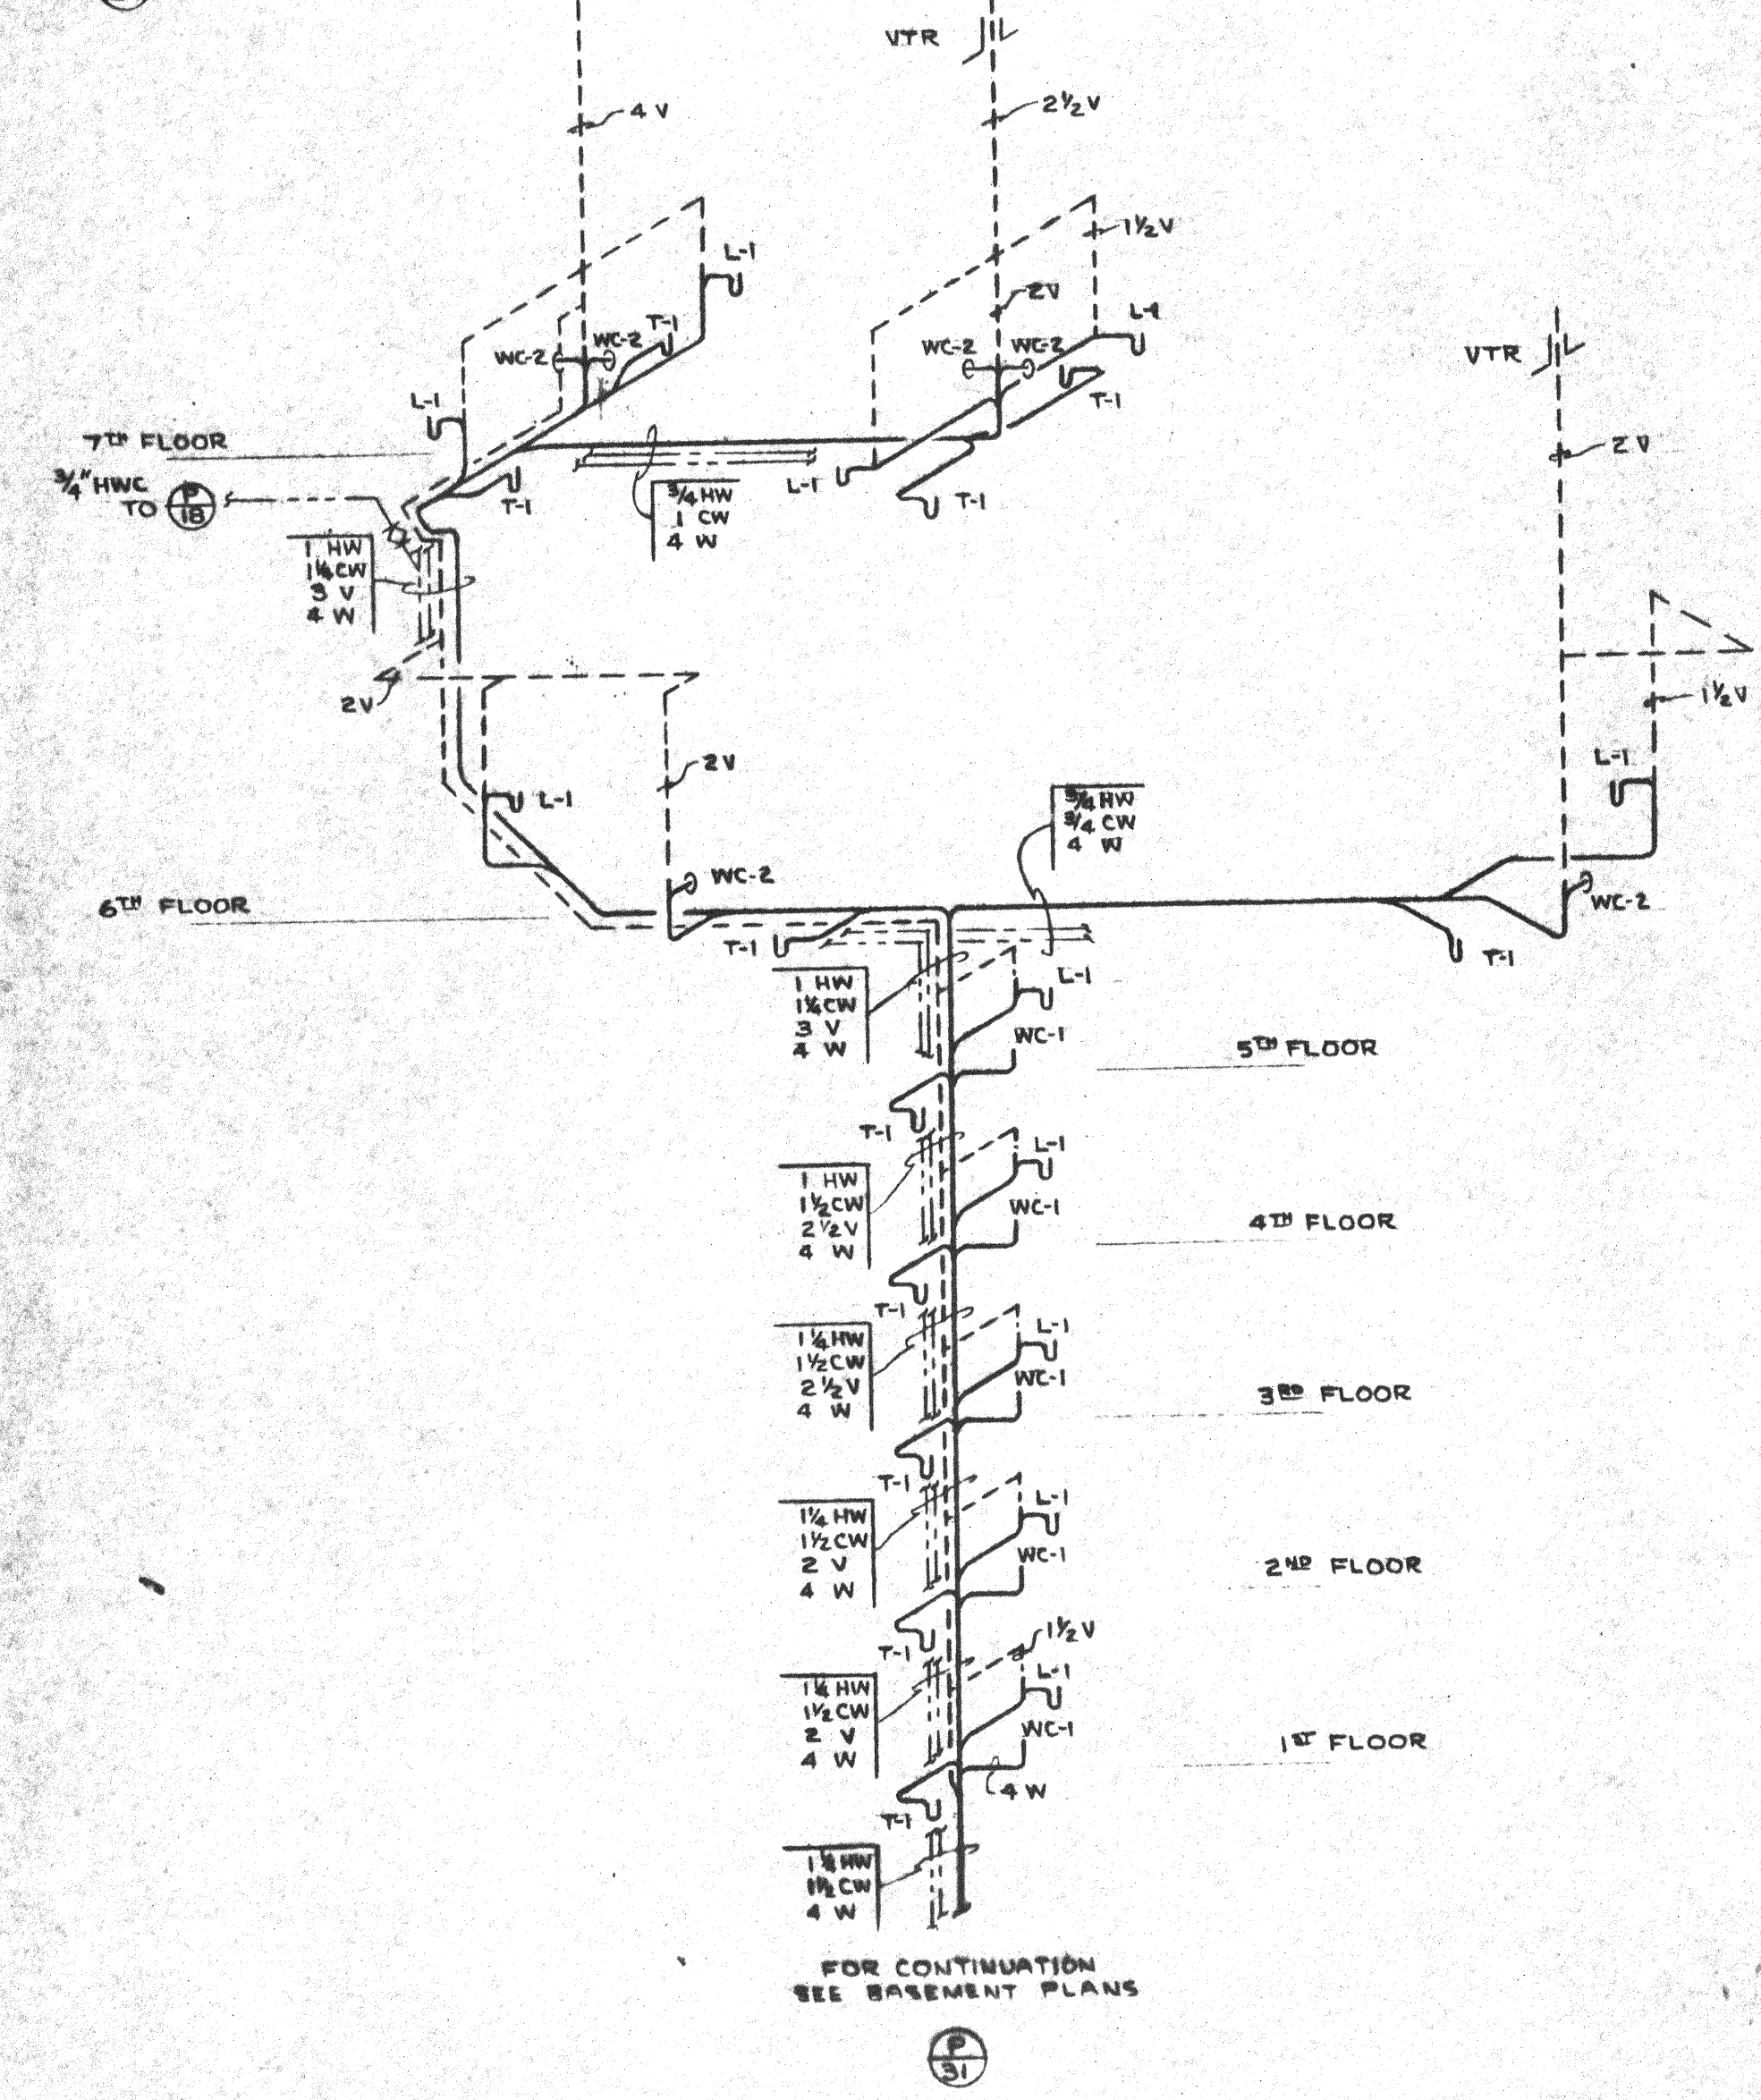 VTR
4 V
2½ V
1½ V
L-1
2V
L-1
T-1
WC-2
WC-2
WC-2
WC-2
VTR
L-1
T-1
7TH FLOOR
2 V
¾" HWC
TO
P
18
T-1
L-1
T-1
¾ HW
1 CW
4 W
1 HW
1¼ CW
3 V
4 W
2V
1½ V
2V
L-1
L-1
¾ HW
¾ CW
4 W
WC-2
6TH FLOOR
WC-2
T-1
T-1
L-1
1 HW
1¼ CW
3 V
4 W
WC-1
5TH FLOOR
T-1
L-1
1 HW
1½ CW
2½ V
4 W
WC-1
4TH FLOOR
T-1
L-1
1¼ HW
1½ CW
2½ V
4 W
WC-1
3RD FLOOR
T-1
L-1
1¼ HW
1½ CW
2 V
4 W
WC-1
2ND FLOOR
T-1
1½ V
L-1
1¼ HW
1½ CW
2 V
4 W
WC-1
1ST FLOOR
4 W
T-1
HW
1½ CW
4 W
FOR CONTINUATION
SEE BASEMENT PLANS
P
31